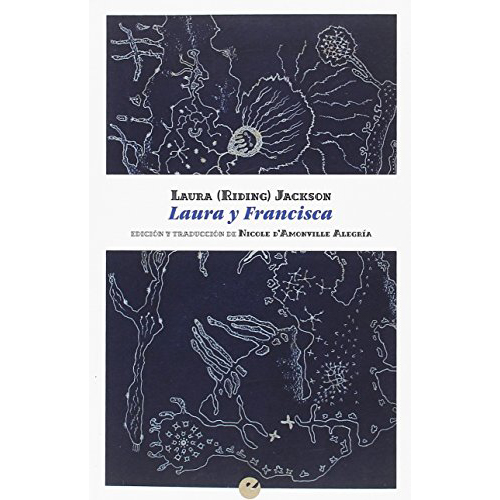 Laura (Riding) Jackson
Laura y Francisca
edición y traducción de Nicole d'Amonville Alegría